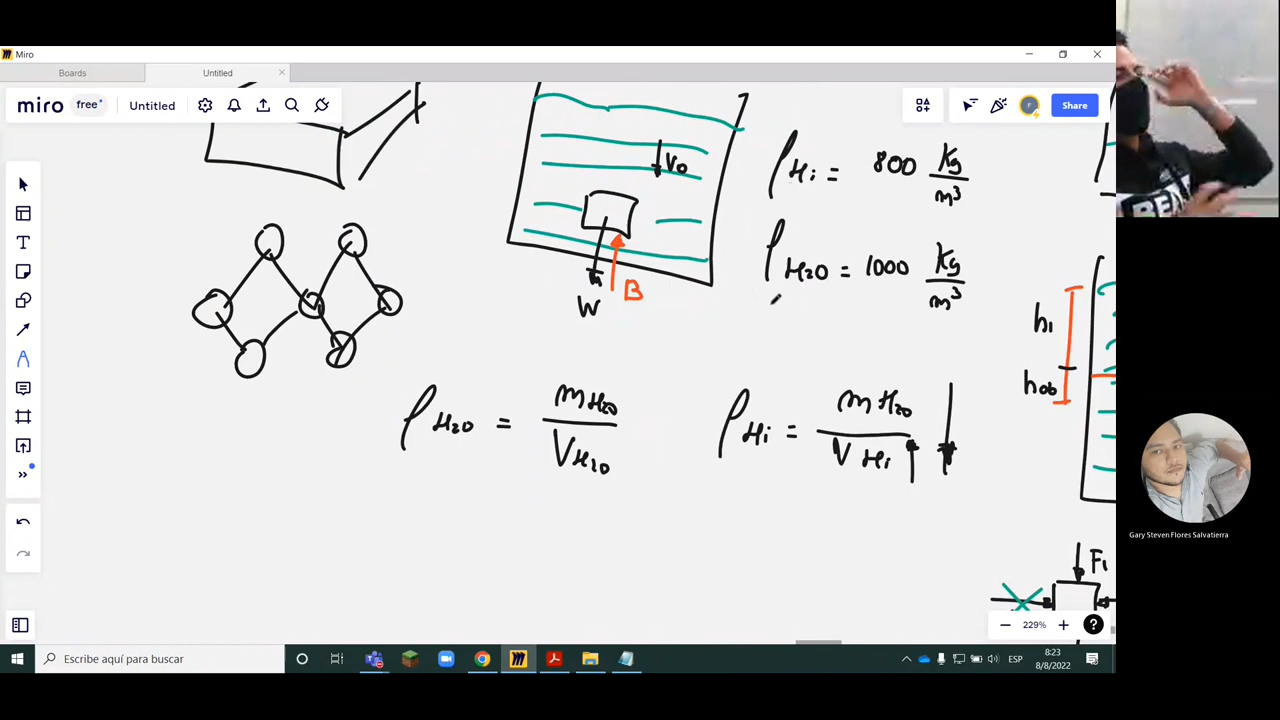 Miro
Boards
Untitled
miro
free
Untitled
Share
V0
W
B
ρHi = 800 Kg/m³
ρH2O = 1000 Kg/m³
h1
hob
ρH2O = mH2O/VH2O
ρHi = mH2O/VHi
F1
Gary Steven Flores Salvatierra
229%
Escribe aquí para buscar
ESP
8:23
8/8/2022